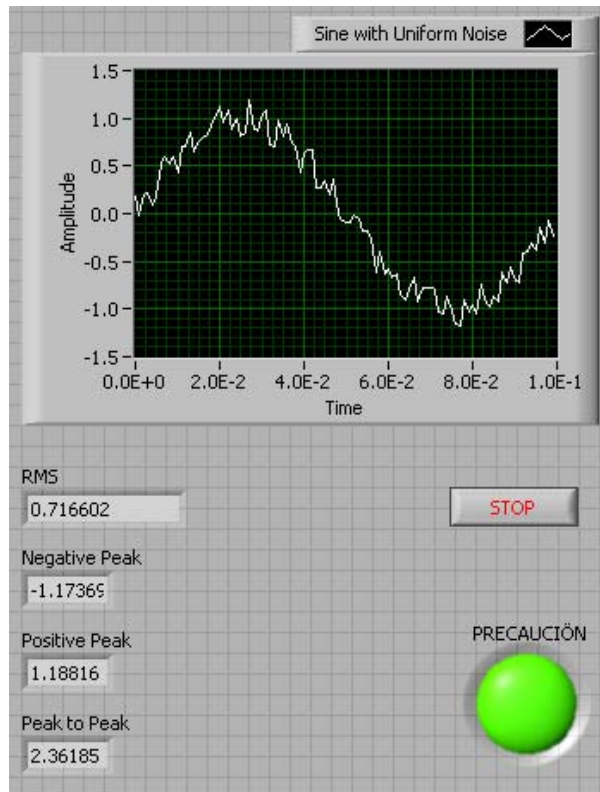 Sine with Uniform Noise
1.5
1.0
0.5
0.0
-0.5
-1.0
-1.5
Amplitude
0.0E+0 2.0E-2 4.0E-2 6.0E-2 8.0E-2 1.0E-1
Time
RMS
0.716602
STOP
Negative Peak
-1.17369
Positive Peak
1.18816
PRECAUCIÖN
Peak to Peak
2.36185